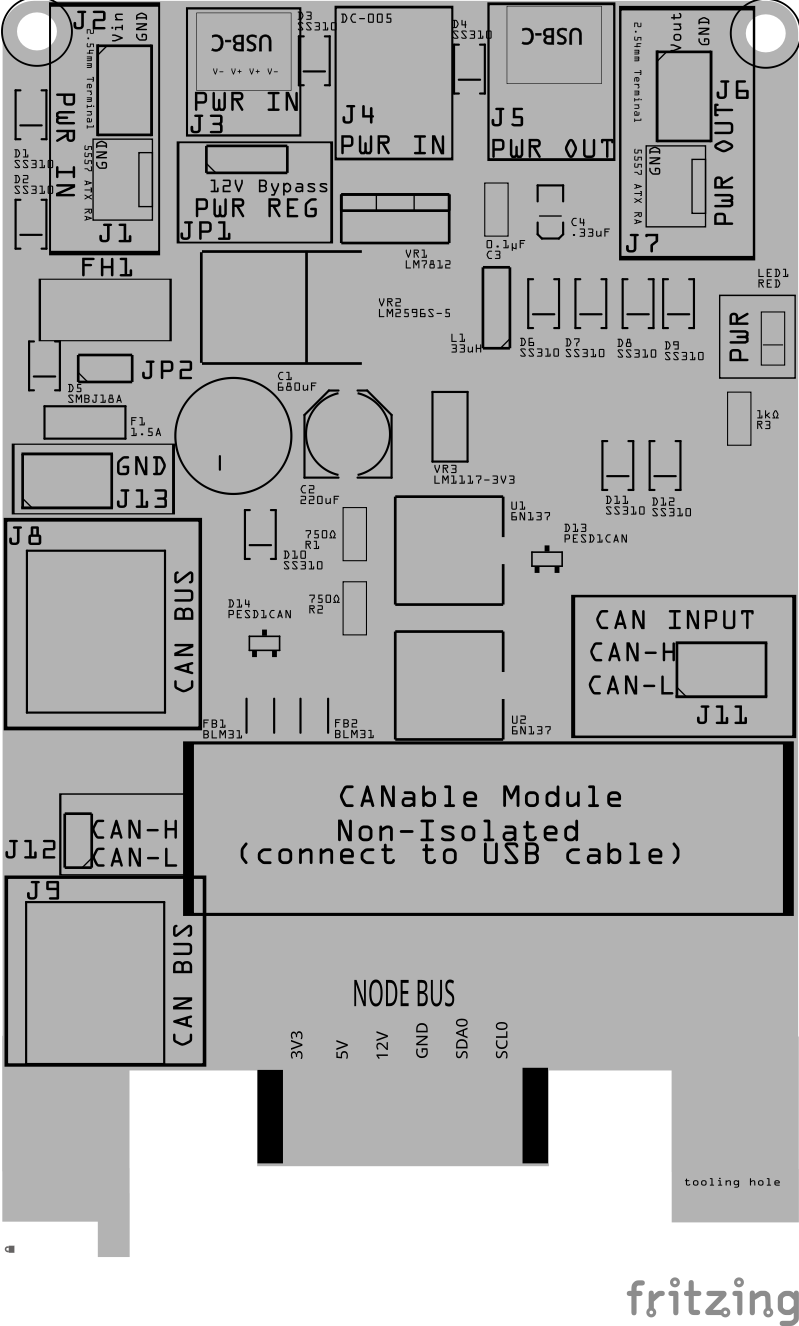 J2
Vin
GND
2.54mm Terminal
PWR IN
5557 ATX RA
GND
J1
D1
SS310
D2
SS310
USB-C
V- V+ V+ V-
PWR IN
J3
D3
SS310
DC-005
J4
PWR IN
D4
SS310
USB-C
J5
PWR OUT
Vout
GND
2.54mm Terminal
J6
PWR OUT
5557 ATX RA
GND
J7
12V Bypass
PWR REG
JP1
VR1
LM7812
0.1µF
C3
C4
.33uF
FH1
VR2
LM2596S-5
L1
33uH
D6
SS310
D7
SS310
D8
SS310
D9
SS310
LED1
RED
PWR
JP2
D5
SMBJ18A
C1
680uF
F1
1.5A
1kΩ
R3
GND
J13
C2
220uF
VR3
LM1117-3V3
D11
SS310
D12
SS310
J8
CAN BUS
D10
SS310
750Ω
R1
U1
6N137
D13
PESD1CAN
D14
PESD1CAN
750Ω
R2
CAN INPUT
CAN-H
CAN-L
J11
FB1
BLM31
FB2
BLM31
U2
6N137
CANable Module
Non-Isolated
(connect to USB cable)
J12
CAN-H
CAN-L
J9
CAN BUS
NODE BUS
3V3
5V
12V
GND
SDA0
SCL0
tooling hole
fritzing